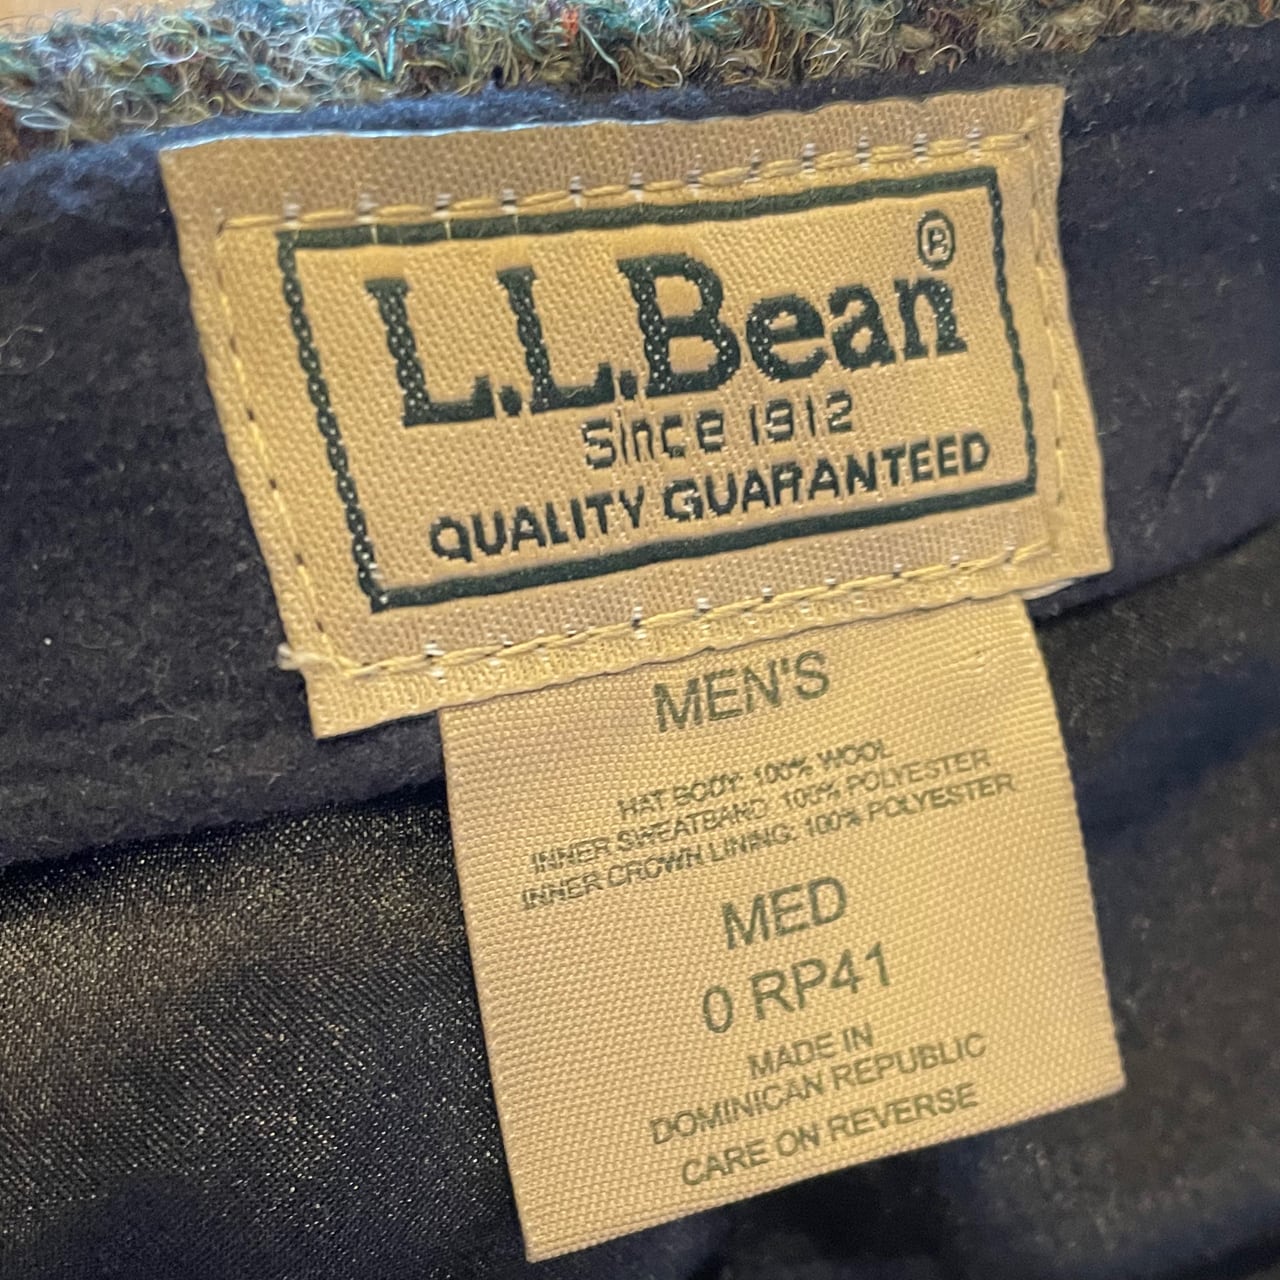 L.L.Bean®
Since 1912
QUALITY GUARANTEED
MEN'S
HAT BODY: 100% WOOL
INNER SWEATBAND: 100% POLYESTER
INNER CROWN LINING: 100% POLYESTER
MED
0 RP41
MADE IN
DOMINICAN REPUBLIC
CARE ON REVERSE